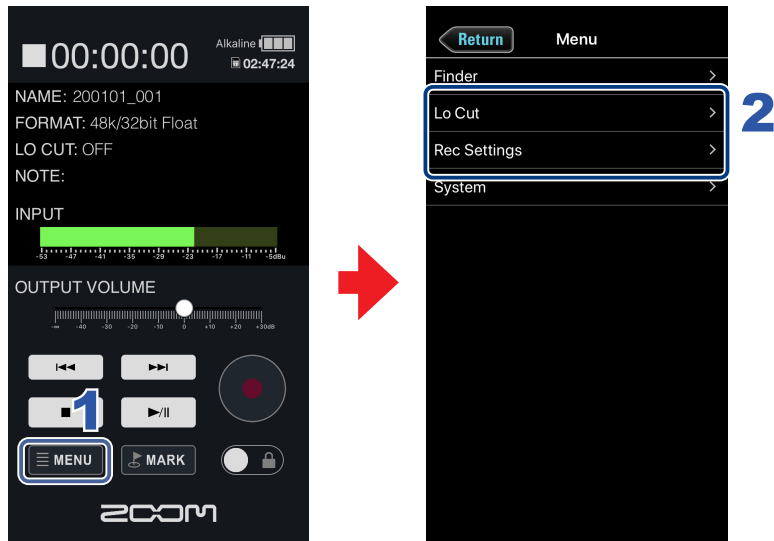 00:00:00
Alkaline
02:47:24
NAME: 200101_001
FORMAT: 48k/32bit Float
LO CUT: OFF
NOTE:
INPUT
-53 -47 -41 -35 -29 -23 -17 -11 -5dBu
OUTPUT VOLUME
-∞ -40 -30 -20 -10 0 +10 +20 +30dB
1
MENU
MARK
ZOOM
Return
Menu
Finder
Lo Cut
Rec Settings
System
2